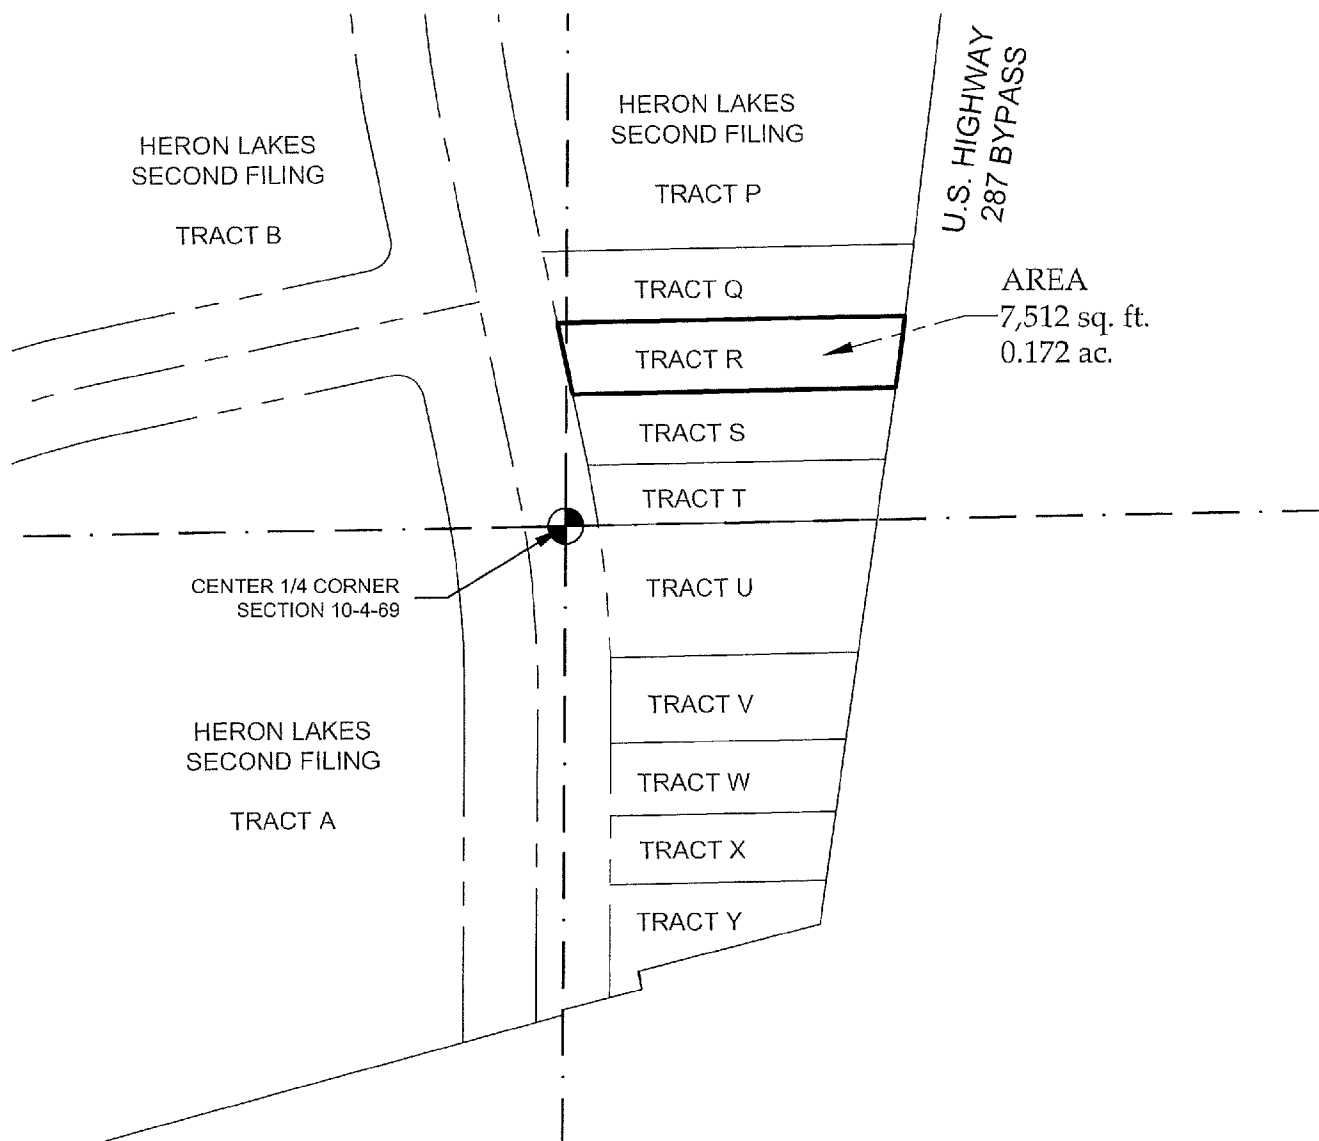 HERON LAKES
SECOND FILING
TRACT B
HERON LAKES
SECOND FILING
TRACT P
U.S. HIGHWAY
287 BYPASS
TRACT Q
AREA
7,512 sq. ft.
0.172 ac.
TRACT R
TRACT S
TRACT T
CENTER 1/4 CORNER
SECTION 10-4-69
TRACT U
TRACT V
HERON LAKES
SECOND FILING
TRACT A
TRACT W
TRACT X
TRACT Y